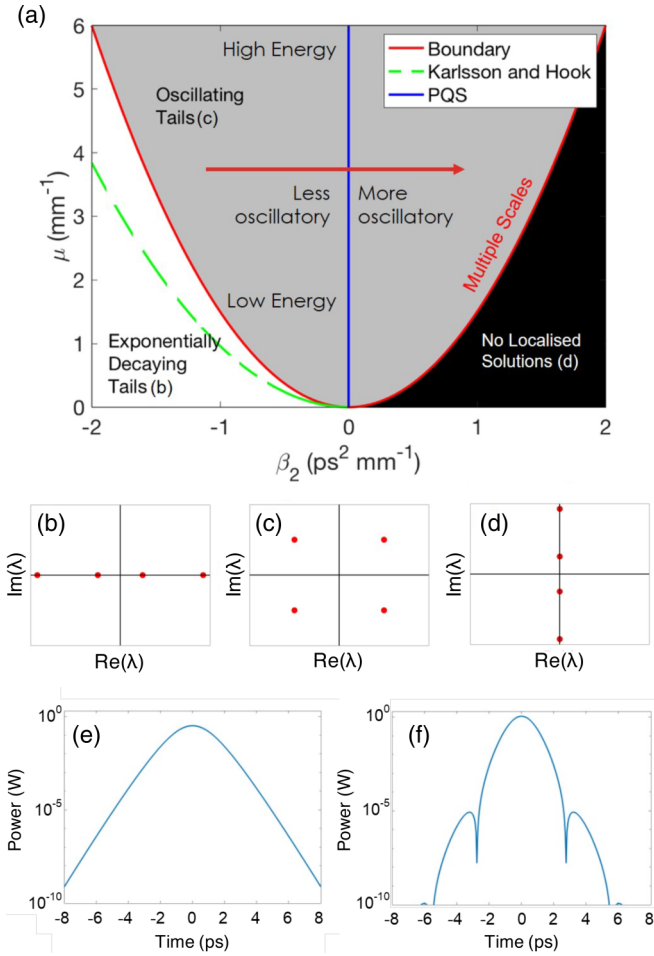 (a)
6
5
4
3
2
1
0
μ (mm⁻¹)
-2
-1
0
1
2
β₂ (ps² mm⁻¹)
High Energy
Boundary
Karlsson and Hook
PQS
Oscillating
Tails (c)
Less
oscillatory
More
oscillatory
Multiple Scales
Low Energy
Exponentially
Decaying
Tails (b)
No Localised
Solutions (d)
(b)
Im(λ)
Re(λ)
(c)
Im(λ)
Re(λ)
(d)
Im(λ)
Re(λ)
(e)
10⁰
10⁻⁵
10⁻¹⁰
Power (W)
-8 -6 -4 -2 0 2 4 6 8
Time (ps)
(f)
10⁰
10⁻⁵
10⁻¹⁰
Power (W)
-8 -6 -4 -2 0 2 4 6 8
Time (ps)